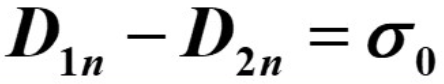 D₁ₙ − D₂ₙ = σ₀